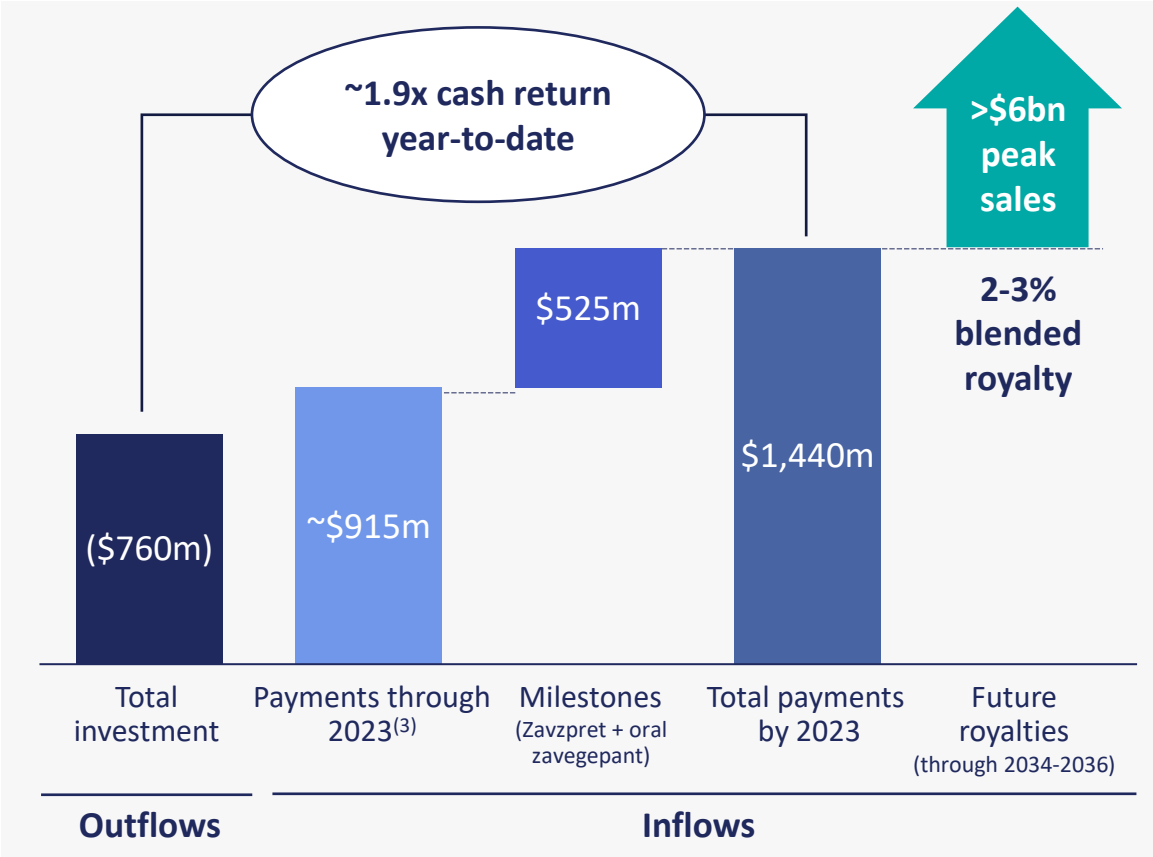 ~1.9x cash return
year-to-date
>$6bn
peak
sales
2-3%
blended
royalty
($760m)
~$915m
$525m
$1,440m
Total
investment
Payments through
2023(3)
Milestones
(Zavzpret + oral
zavegepant)
Total payments
by 2023
Future
royalties
(through 2034-2036)
Outflows
Inflows